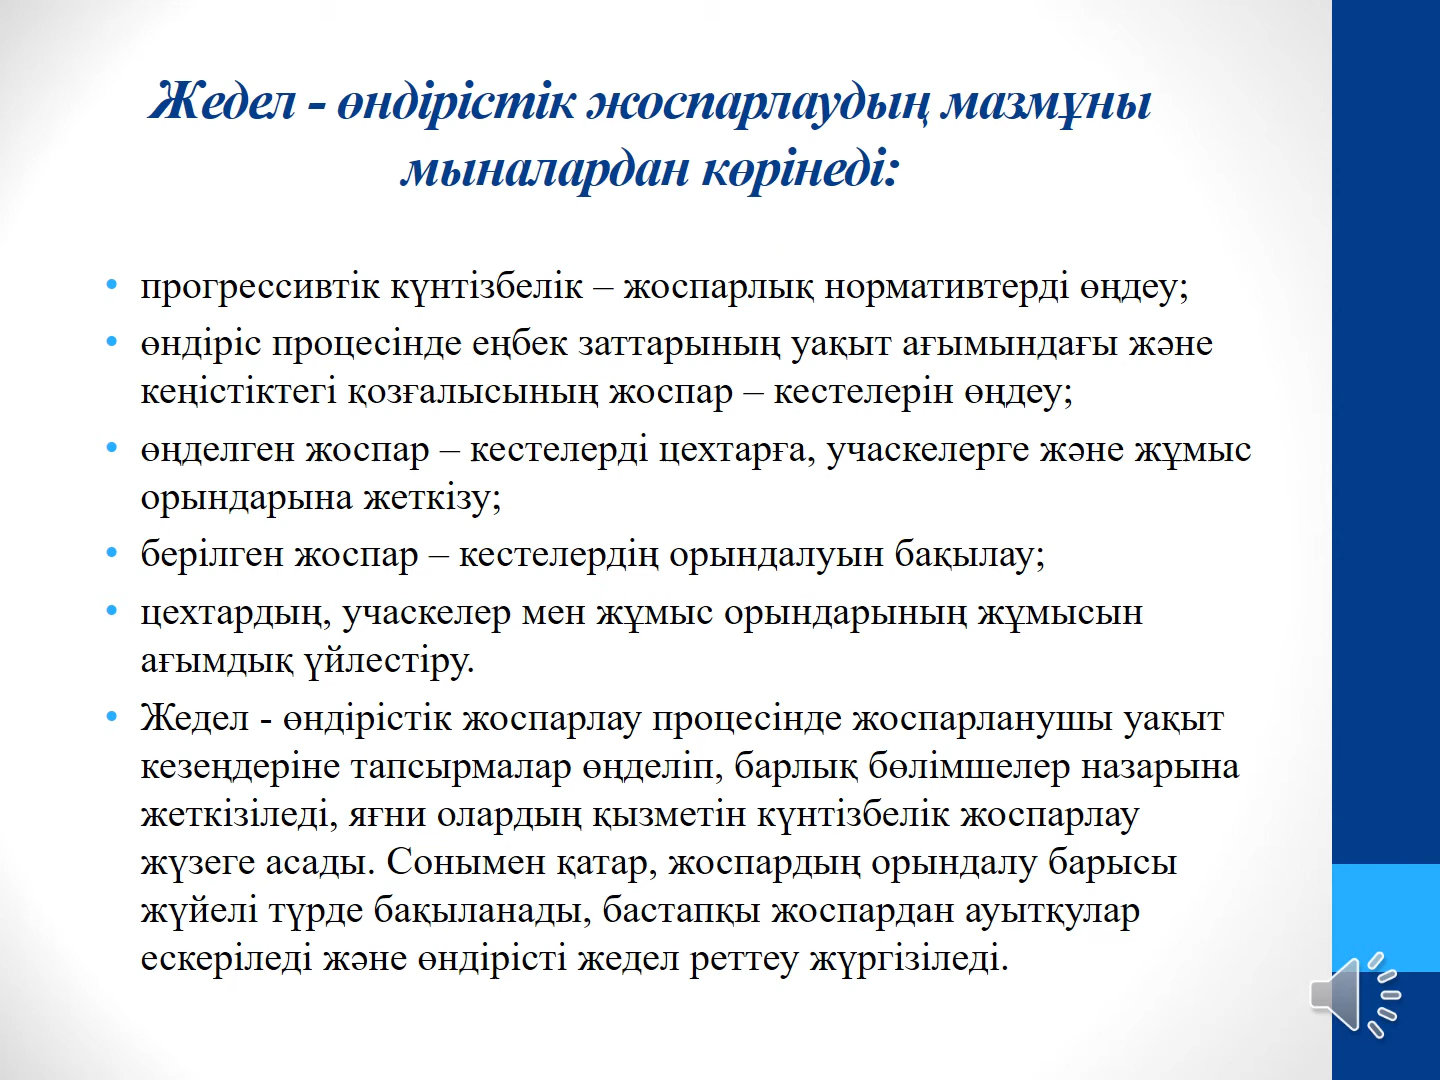 Жедел - өндірістік жоспарлаудың мазмұны
мыналардан көрінеді:
• прогрессивтік күнтізбелік – жоспарлық нормативтерді өңдеу;
• өндіріс процесінде еңбек заттарының уақыт ағымындағы және
кеңістіктегі қозғалысының жоспар – кестелерін өңдеу;
• өңделген жоспар – кестелерді цехтарға, учаскелерге және жұмыс
орындарына жеткізу;
• берілген жоспар – кестелердің орындалуын бақылау;
• цехтардың, учаскелер мен жұмыс орындарының жұмысын
ағымдық үйлестіру.
• Жедел - өндірістік жоспарлау процесінде жоспарланушы уақыт
кезеңдеріне тапсырмалар өңделіп, барлық бөлімшелер назарына
жеткізіледі, яғни олардың қызметін күнтізбелік жоспарлау
жүзеге асады. Сонымен қатар, жоспардың орындалу барысы
жүйелі түрде бақыланады, бастапқы жоспардан ауытқулар
ескеріледі және өндірісті жедел реттеу жүргізіледі.